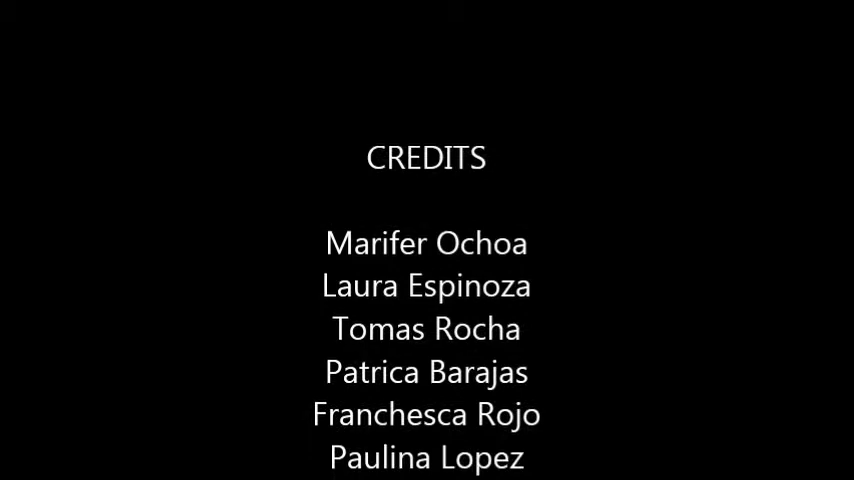 CREDITS
Marifer Ochoa
Laura Espinoza
Tomas Rocha
Patrica Barajas
Franchesca Rojo
Paulina Lopez